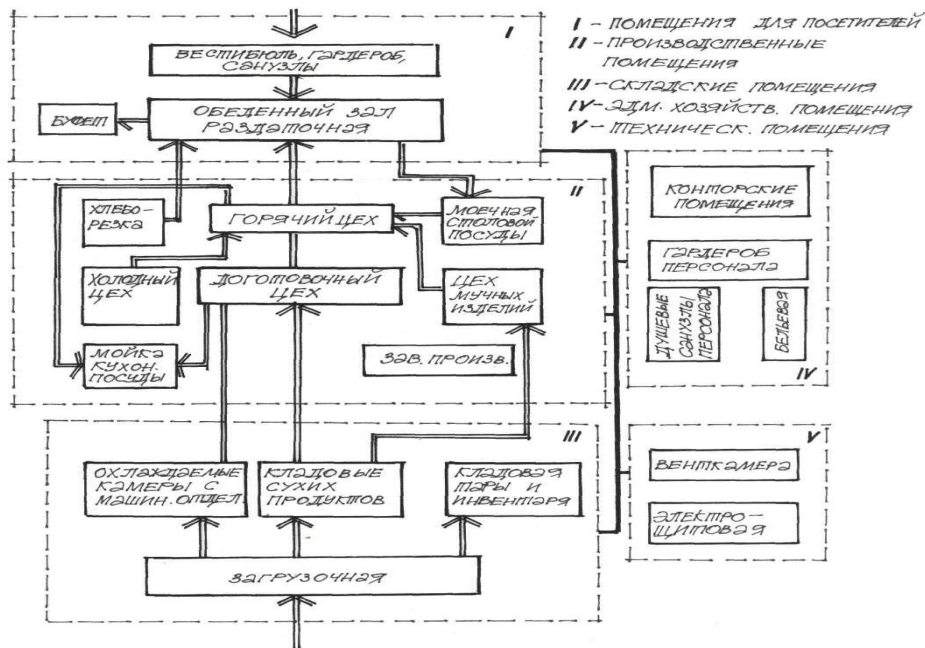 I
I – ПОМЕЩЕНИЯ ДЛЯ ПОСЕТИТЕЛЕЙ
II – ПРОИЗВОДСТВЕННЫЕ
ПОМЕЩЕНИЯ
III – СКЛАДСКИЕ ПОМЕЩЕНИЯ
IV – АДМ. ХОЗЯЙСТВ. ПОМЕЩЕНИЯ
V – ТЕХНИЧЕСК. ПОМЕЩЕНИЯ
ВЕСТИБЮЛЬ, ГАРДЕРОБ,
САНУЗЛЫ
БУФЕТ
ОБЕДЕННЫЙ ЗАЛ
РАЗДАТОЧНАЯ
II
ХЛЕБО-
РЕЗКА
ГОРЯЧИЙ ЦЕХ
МОЕЧНАЯ
СТОЛОВОЙ
ПОСУДЫ
ХОЛОДНЫЙ
ЦЕХ
ДОГОТОВОЧНЫЙ
ЦЕХ
ЦЕХ
МУЧНЫХ
ИЗДЕЛИЙ
МОЙКА
КУХОН.
ПОСУДЫ
ЗАВ. ПРОИЗВ.
КОНТОРСКИЕ
ПОМЕЩЕНИЯ
ГАРДЕРОБ
ПЕРСОНАЛА
ДУШЕВЫЕ
САНУЗЛЫ
ПЕРСОНАЛА
БЕЛЬЕВАЯ
IV
III
ОХЛАЖДАЕМЫЕ
КАМЕРЫ С
МАШИН. ОТДЕЛ.
КЛАДОВЫЕ
СУХИХ
ПРОДУКТОВ
КЛАДОВАЯ
ТАРЫ И
ИНВЕНТАРЯ
ЗАГРУЗОЧНАЯ
V
ВЕНТКАМЕРА
ЭЛЕКТРО-
ЩИТОВАЯ